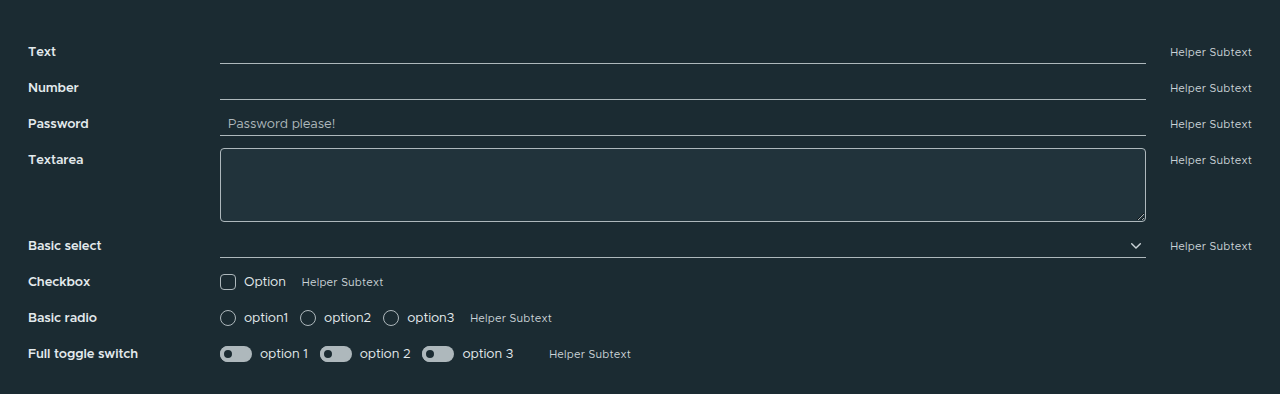 Text Helper Subtext
Number Helper Subtext
Password Password please! Helper Subtext
Textarea Helper Subtext
Basic select Helper Subtext
Checkbox Option Helper Subtext
Basic radio option1 option2 option3 Helper Subtext
Full toggle switch option 1 option 2 option 3 Helper Subtext